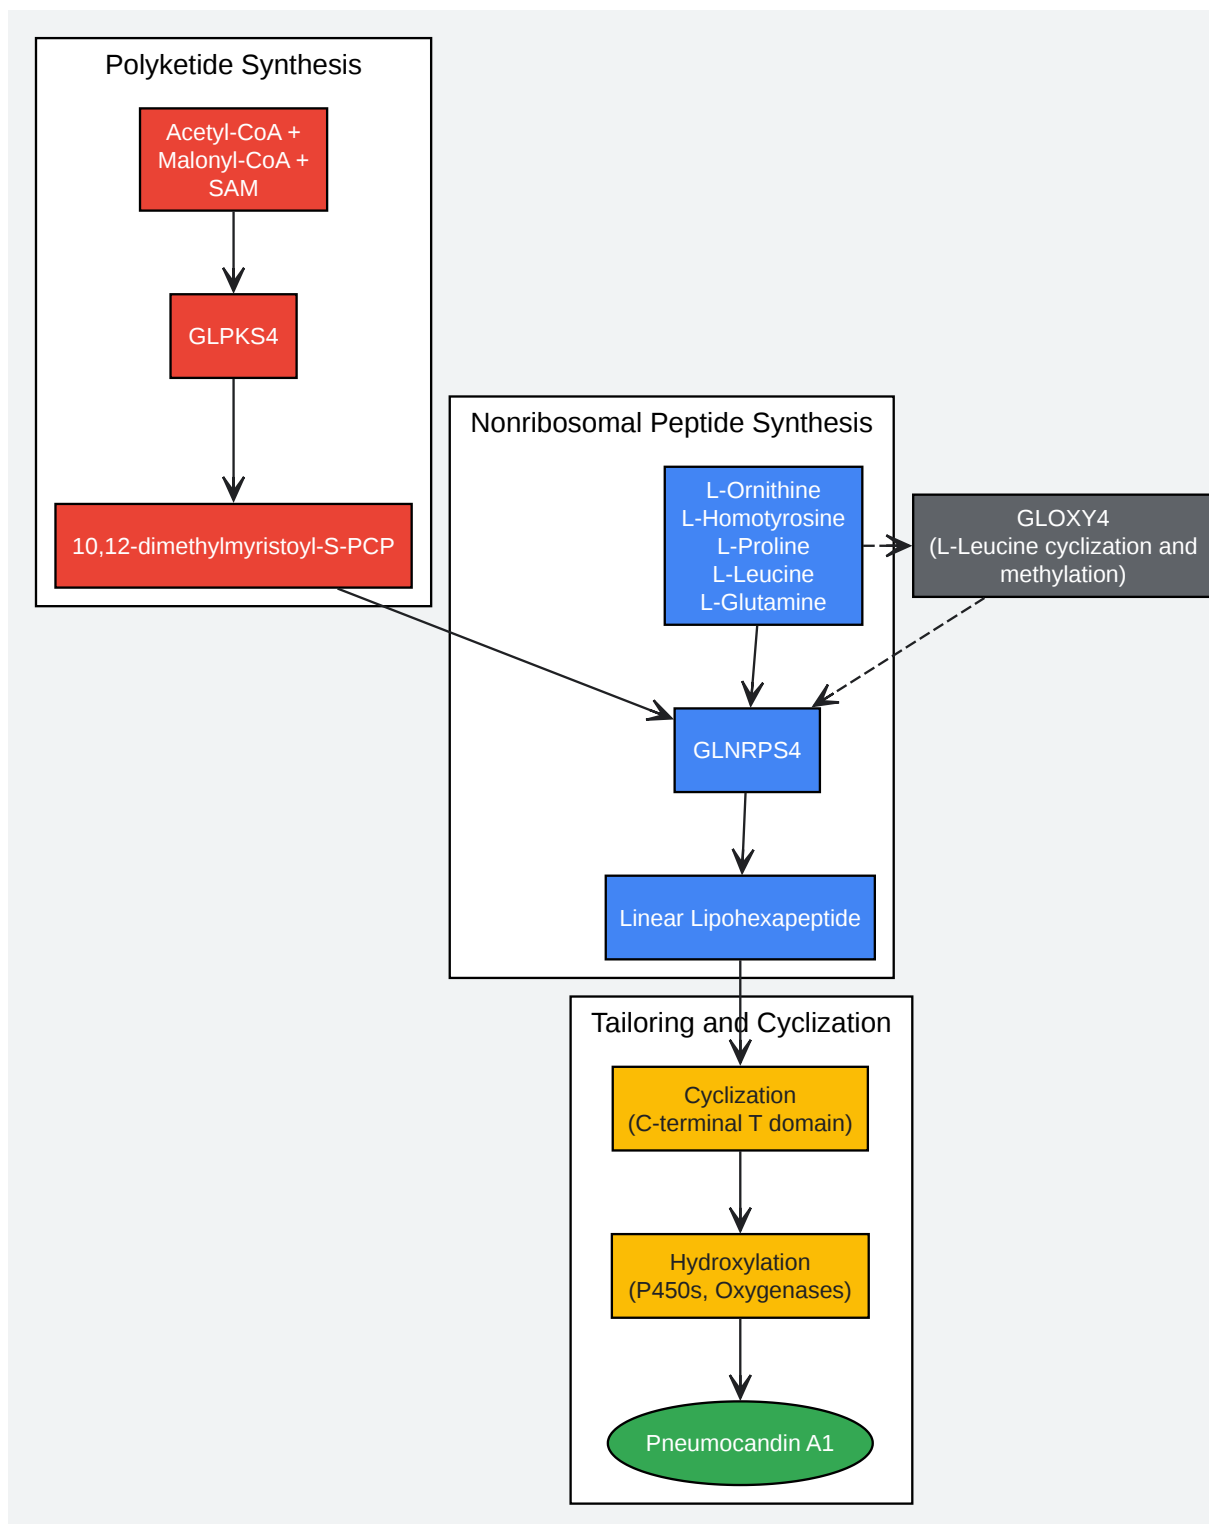 Polyketide Synthesis
Acetyl-CoA +
Malonyl-CoA +
SAM
GLPKS4
10,12-dimethylmyristoyl-S-PCP
Nonribosomal Peptide Synthesis
L-Ornithine
L-Homotyrosine
L-Proline
L-Leucine
L-Glutamine
GLOXY4
(L-Leucine cyclization and
methylation)
GLNRPS4
Linear Lipohexapeptide
Tailoring and Cyclization
Cyclization
(C-terminal T domain)
Hydroxylation
(P450s, Oxygenases)
Pneumocandin A1